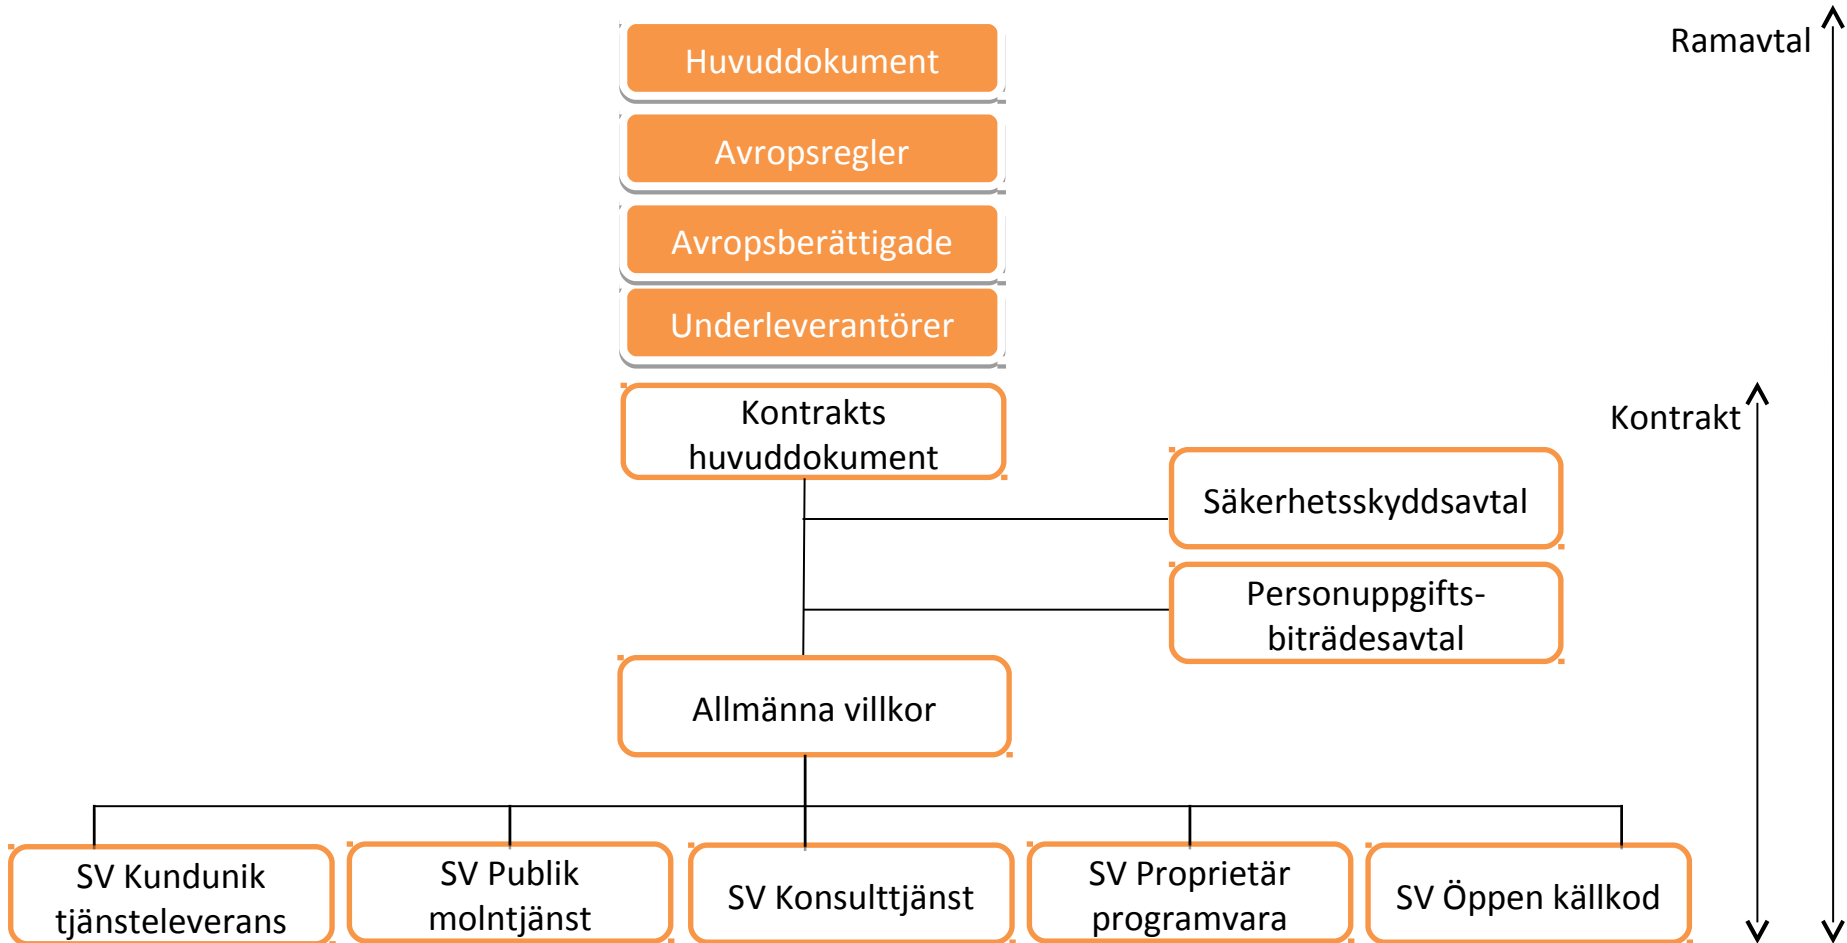 Ramavtal
Huvuddokument
Avropsregler
Avropsberättigade
Underleverantörer
Kontrakts
huvuddokument
Kontrakt
Säkerhetsskyddsavtal
Personuppgifts-
biträdesavtal
Allmänna villkor
SV Kundunik
tjänsteleverans
SV Publik
molntjänst
SV Konsulttjänst
SV Proprietär
programvara
SV Öppen källkod